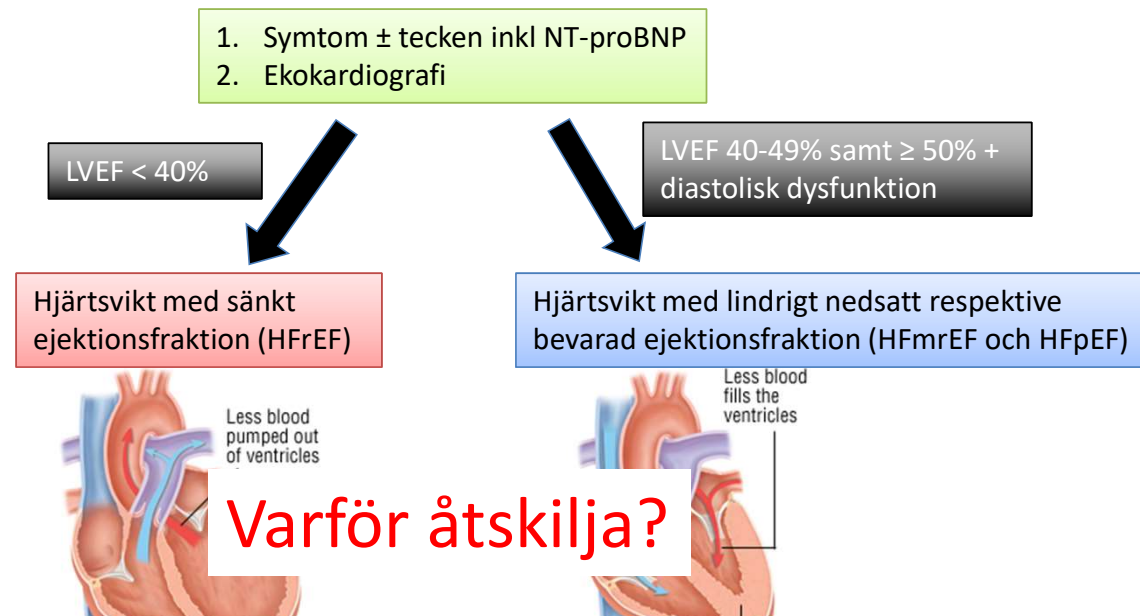 1. Symtom ± tecken inkl NT-proBNP
2. Ekokardiografi
LVEF < 40%
LVEF 40-49% samt ≥ 50% +
diastolisk dysfunktion
Hjärtsvikt med sänkt
ejektionsfraktion (HFrEF)
Hjärtsvikt med lindrigt nedsatt respektive
bevarad ejektionsfraktion (HFmrEF och HFpEF)
Less blood
pumped out
of ventricles
Less blood
fills the
ventricles
Varför åtskilja?